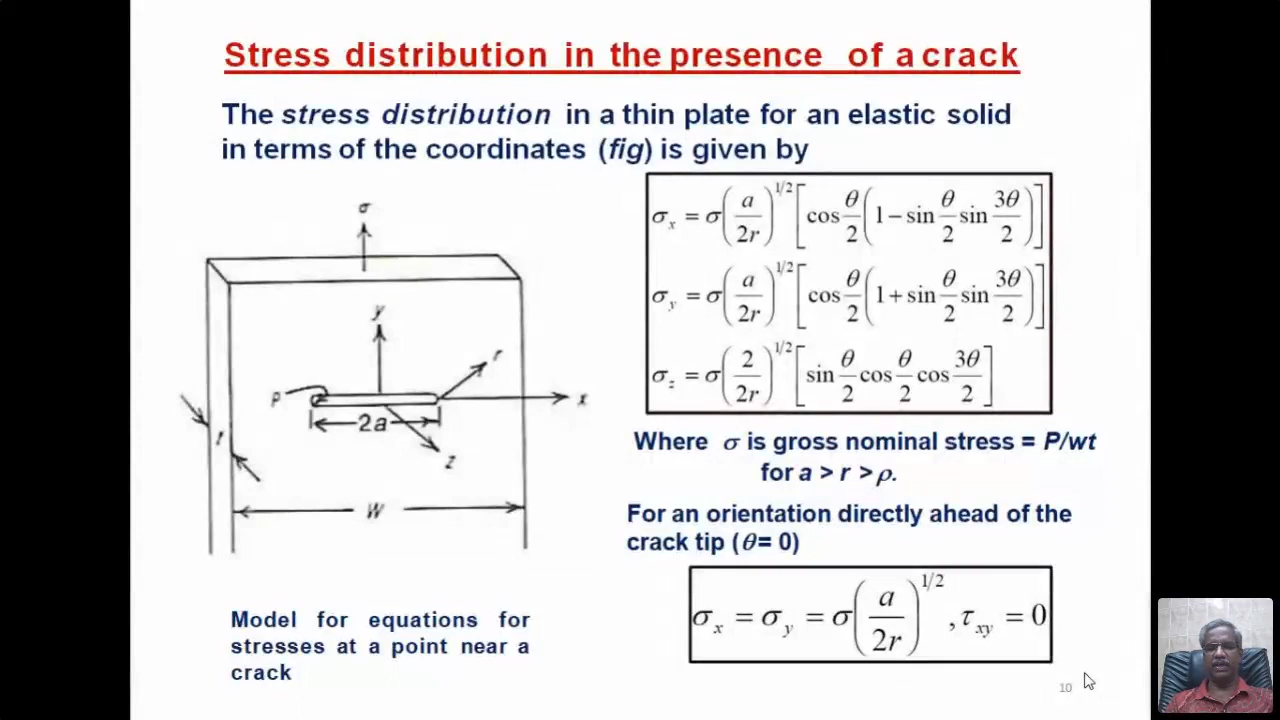 Stress distribution in the presence of a crack
The stress distribution in a thin plate for an elastic solid
in terms of the coordinates (fig) is given by
σ
y
r
ρ
x
2a
z
t
W
Model for equations for
stresses at a point near a
crack
σₓ = σ(a/2r)^1/2 [cos θ/2 (1 − sin θ/2 sin 3θ/2)]
σ_y = σ(a/2r)^1/2 [cos θ/2 (1 + sin θ/2 sin 3θ/2)]
σ_z = σ(2/2r)^1/2 [sin θ/2 cos θ/2 cos 3θ/2]
Where σ is gross nominal stress = P/wt
for a > r > ρ.
For an orientation directly ahead of the
crack tip (θ= 0)
σₓ = σ_y = σ(a/2r)^1/2, τ_xy = 0
10